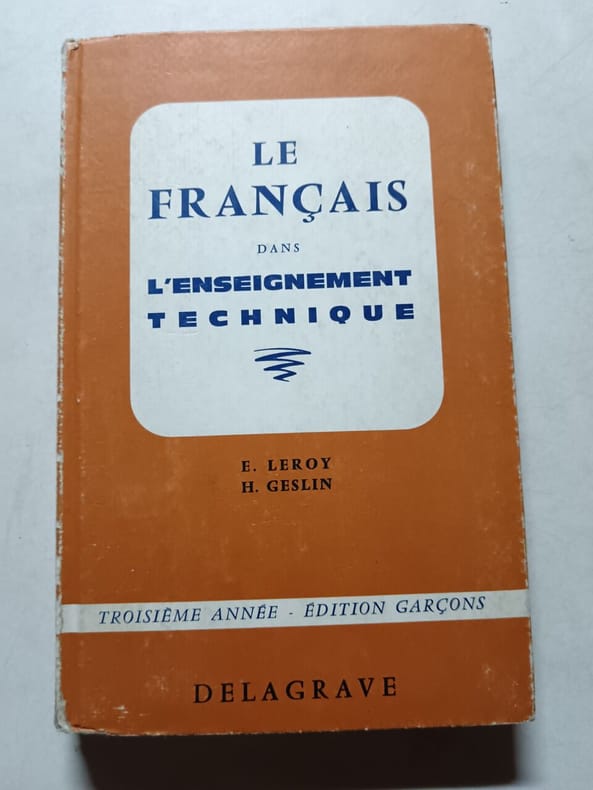 LE
FRANÇAIS
DANS
L'ENSEIGNEMENT
TECHNIQUE
E. LEROY
H. GESLIN
TROISIÈME ANNÉE - ÉDITION GARÇONS
DELAGRAVE